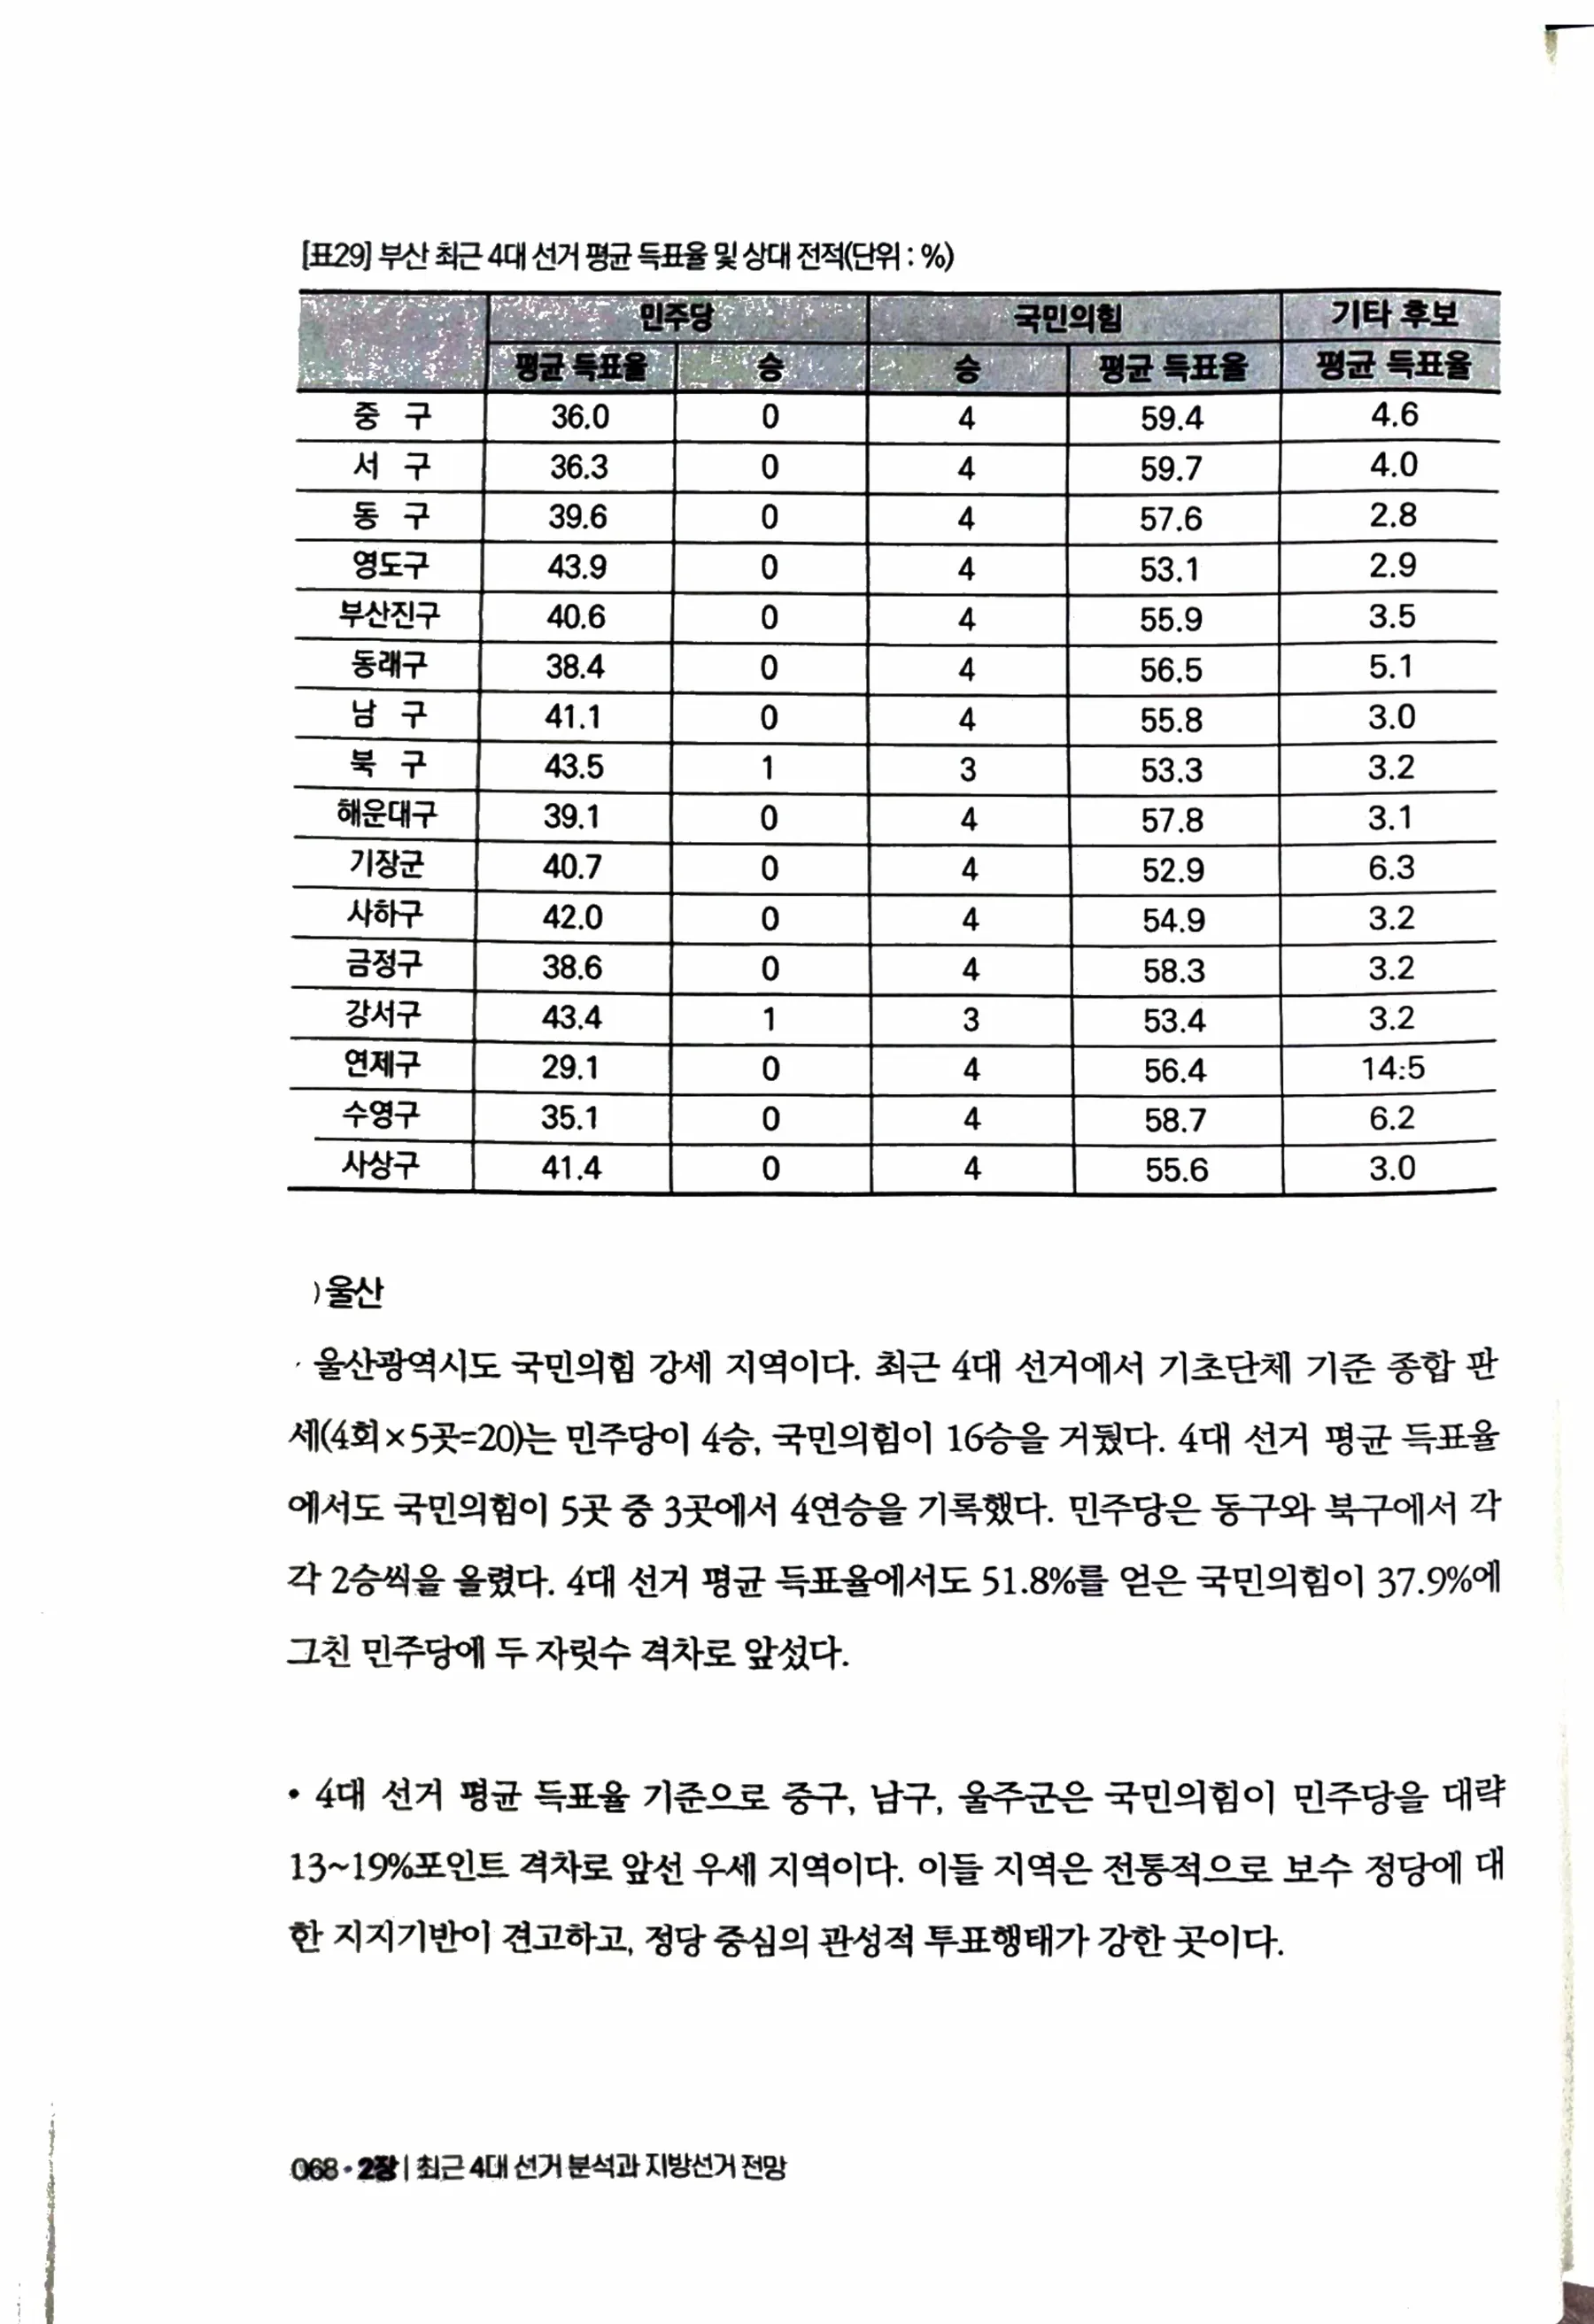 [표29] 부산 최근 4대 선거 평균 득표율 및 상대 전적(단위 : %)
민주당 국민의힘 기타 후보
평균 득표율 승 승 평균 득표율 평균 득표율
중 구 36.0 0 4 59.4 4.6
서 구 36.3 0 4 59.7 4.0
동 구 39.6 0 4 57.6 2.8
영도구 43.9 0 4 53.1 2.9
부산진구 40.6 0 4 55.9 3.5
동래구 38.4 0 4 56.5 5.1
남 구 41.1 0 4 55.8 3.0
북 구 43.5 1 3 53.3 3.2
해운대구 39.1 0 4 57.8 3.1
기장군 40.7 0 4 52.9 6.3
사하구 42.0 0 4 54.9 3.2
금정구 38.6 0 4 58.3 3.2
강서구 43.4 1 3 53.4 3.2
연제구 29.1 0 4 56.4 14.5
수영구 35.1 0 4 58.7 6.2
사상구 41.4 0 4 55.6 3.0
) 울산
· 울산광역시도 국민의힘 강세 지역이다. 최근 4대 선거에서 기초단체 기준 종합 판
세(4회×5곳=20)는 민주당이 4승, 국민의힘이 16승을 거뒀다. 4대 선거 평균 득표율
에서도 국민의힘이 5곳 중 3곳에서 4연승을 기록했다. 민주당은 동구와 북구에서 각
각 2승씩을 올렸다. 4대 선거 평균 득표율에서도 51.8%를 얻은 국민의힘이 37.9%에
그친 민주당에 두 자릿수 격차로 앞섰다.
• 4대 선거 평균 득표율 기준으로 중구, 남구, 울주군은 국민의힘이 민주당을 대략
13~19%포인트 격차로 앞선 우세 지역이다. 이들 지역은 전통적으로 보수 정당에 대
한 지지기반이 견고하고, 정당 중심의 관성적 투표행태가 강한 곳이다.
068 • 2장 | 최근 4대 선거 분석과 지방선거 전망